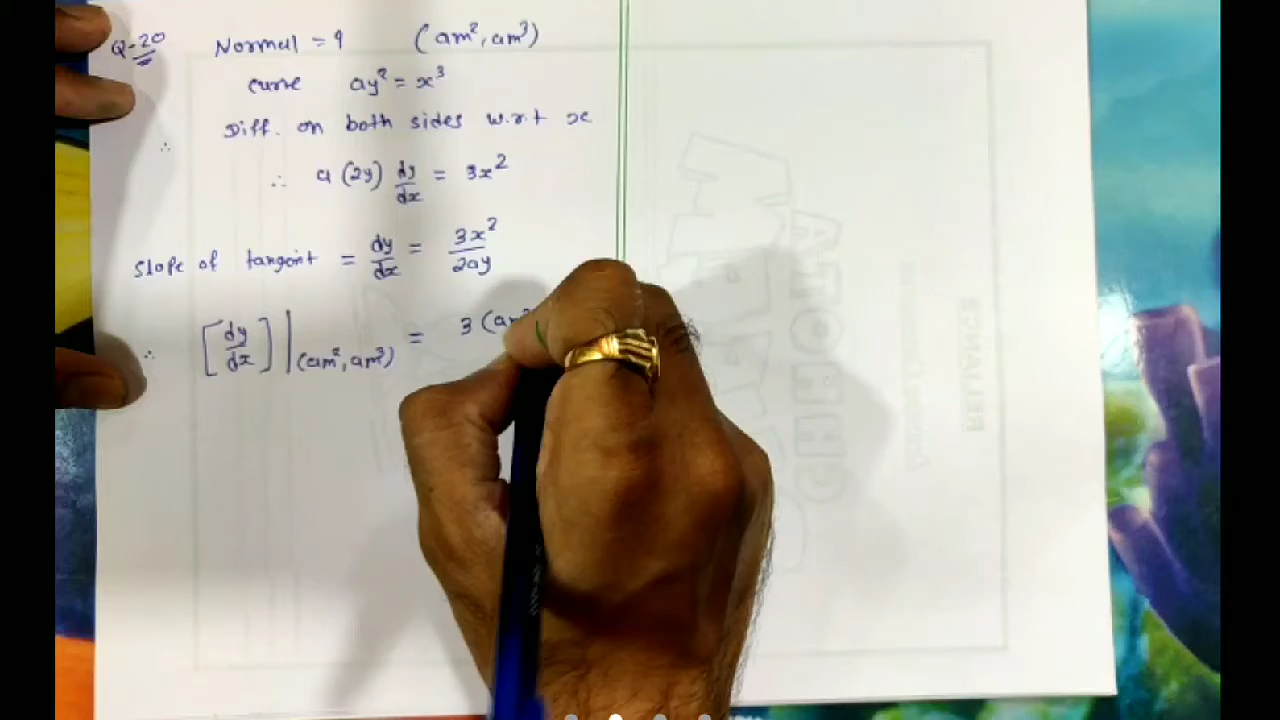 Q-20 Normal = ? (am², am³)
curve ay² = x³
Diff. on both sides w.r.t x
∴
∴ a (2y) dy/dx = 3x²
Slope of tangent = dy/dx = 3x²/2ay
∴ [dy/dx] |(am², am³) = 3 (am²